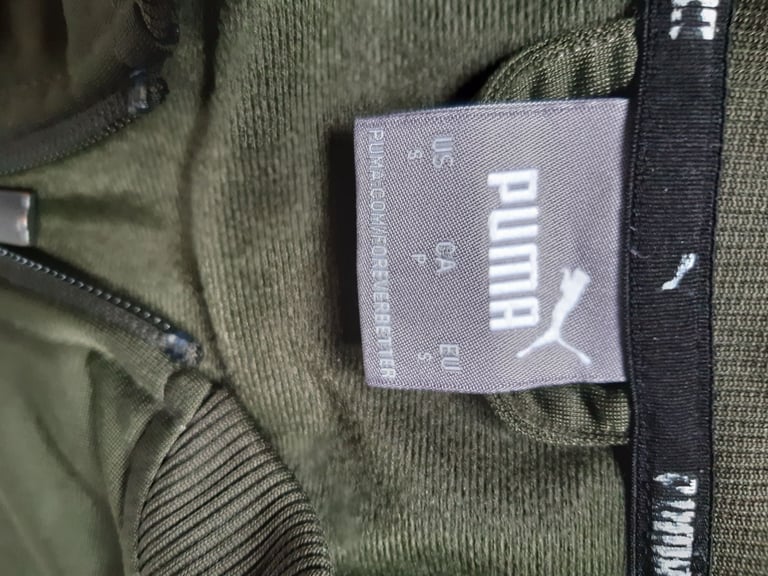 PUMA
US CA EU
S P S
PUMA.COM/FOREVERBETTER